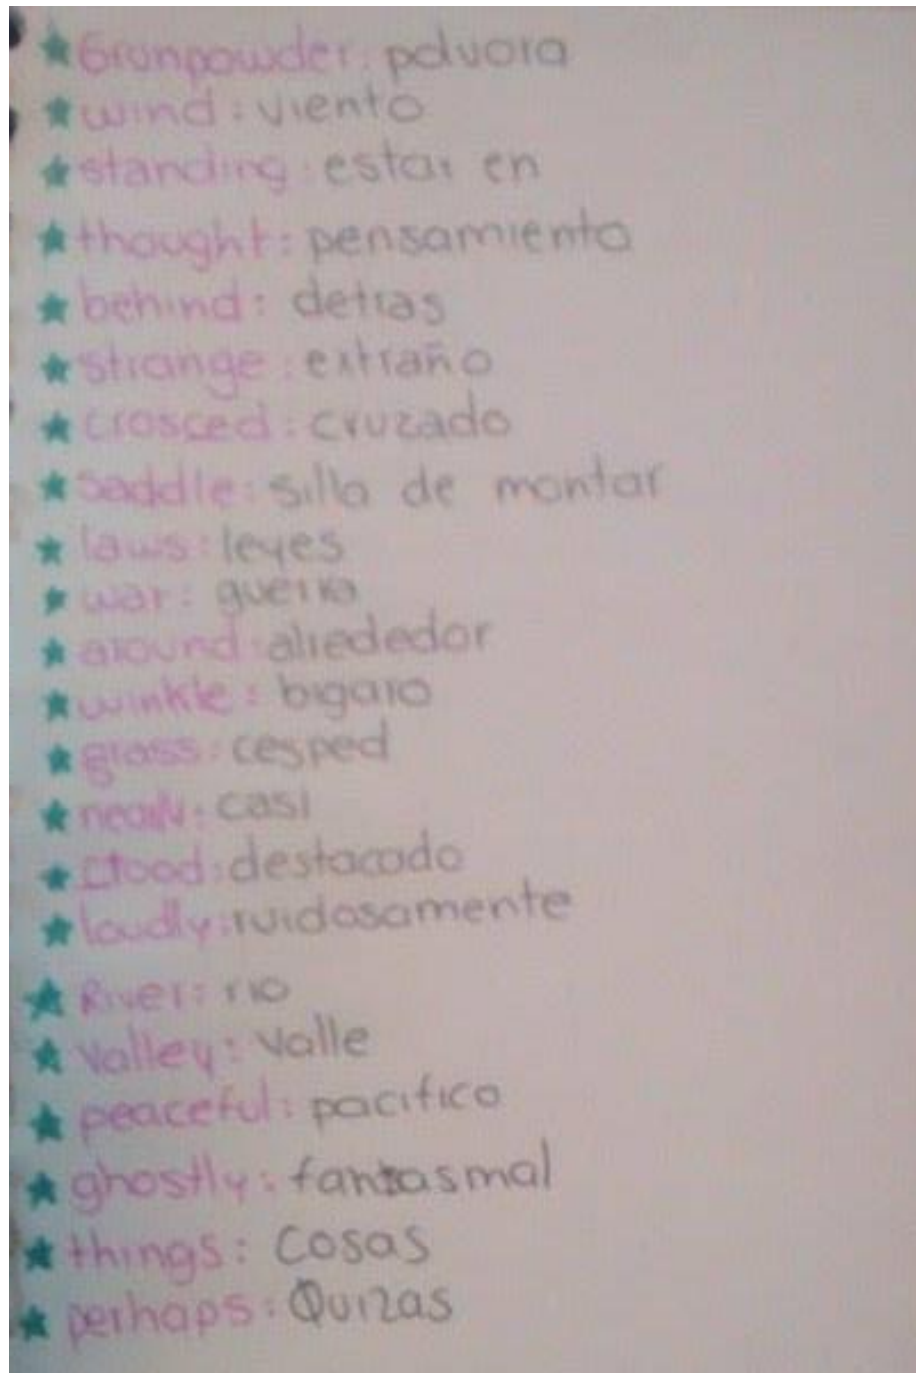 Gronpowder: polvora
wind: viento
standing: estar en
thought: pensamiento
behind: detras
strange: extraño
crosced: cruzado
saddle: silla de montar
laws: leyes
war: guerra
around: alrededor
winkle: bigaro
grass: cesped
nearly: casi
stood: destacado
loudly: ruidosamente
River: rio
Valley: Valle
peaceful: pacifico
ghostly: fantasmal
things: Cosas
perhaps: Quizas